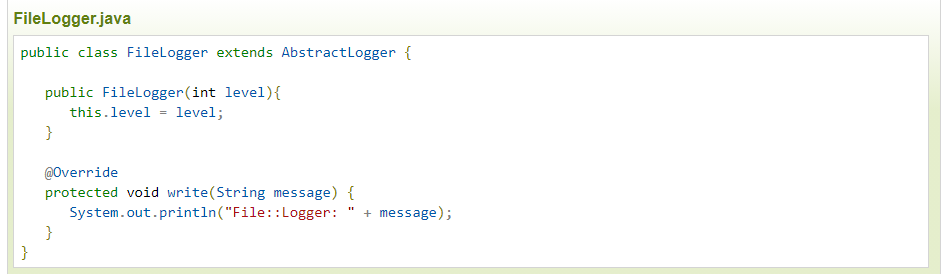 FileLogger.java
public class FileLogger extends AbstractLogger {
public FileLogger(int level){
this.level = level;
}
@Override
protected void write(String message) {
System.out.println("File::Logger: " + message);
}
}